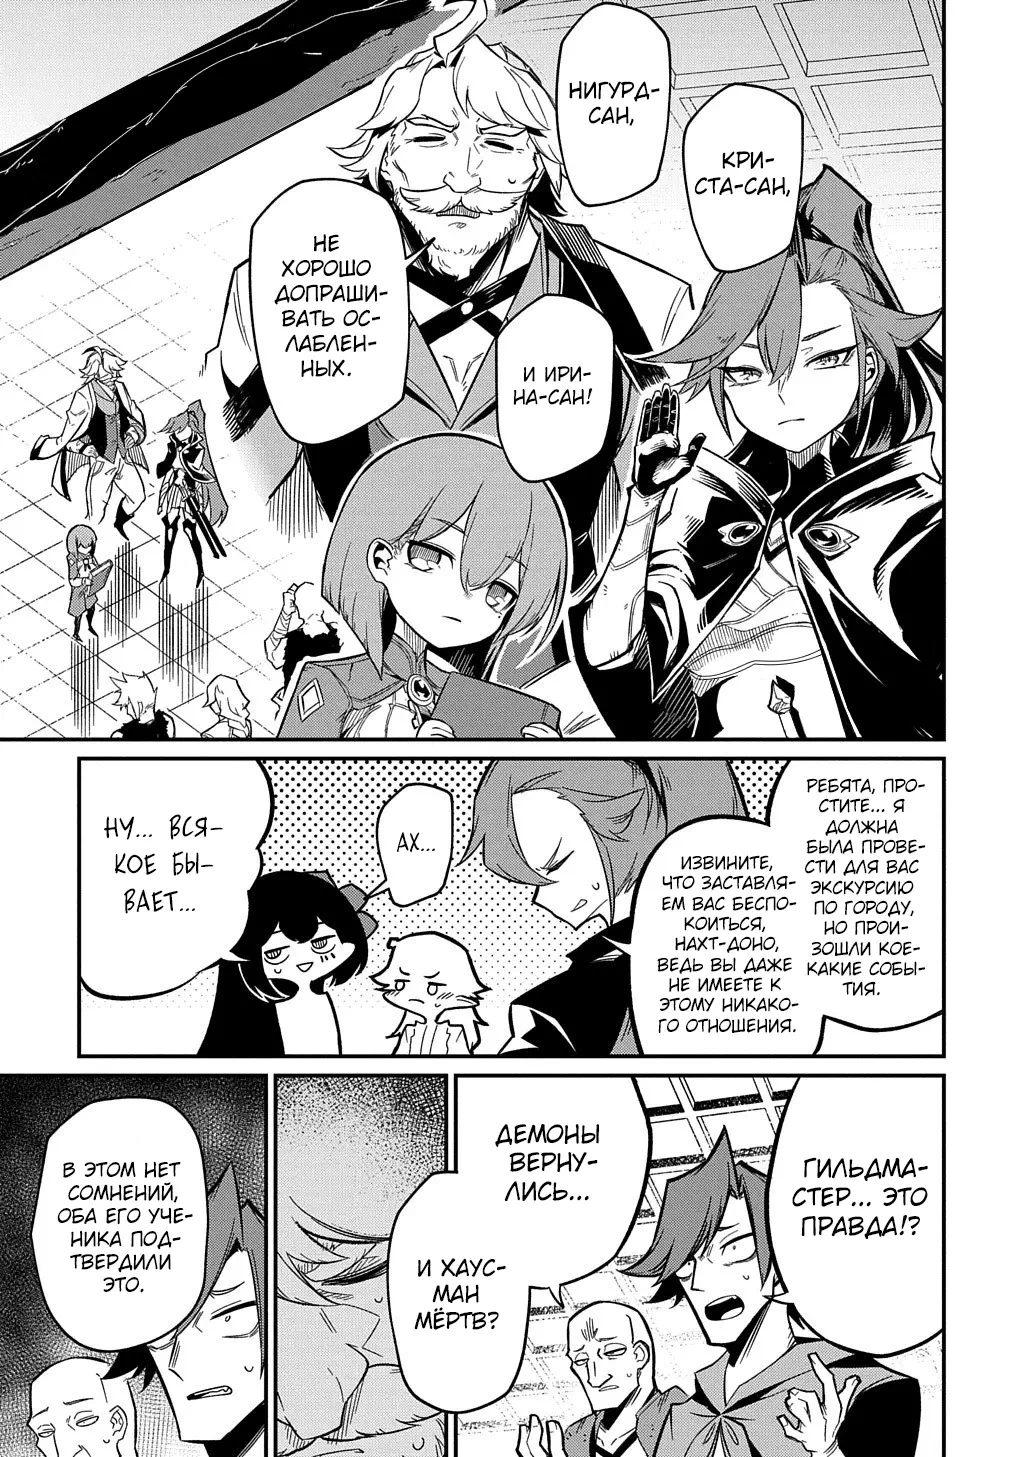 КРИ-
СТА-САН,
НИГУРД-
САН,
И ИРИ-
НА-САН!
НЕ
ХОРОШО
ДОПРАШИ-
ВАТЬ ОС-
ЛАБЛЕН-
НЫХ.
РЕБЯТА, ПРО-
СТИТЕ... Я
ДОЛЖНА
БЫЛА ПРОВЕ-
СТИ ДЛЯ ВАС
ЭКСКУРСИЮ
ПО ГОРОДУ,
НО ПРОИ-
ЗОШЛИ КОЕ-
КАКИЕ СОБЫ-
ТИЯ.
ИЗВИНИТЕ,
ЧТО ЗАСТАВЛЯ-
ЕМ ВАС БЕСПО-
КОИТЬСЯ,
НАХТ-ДОНО,
ВЕДЬ ВЫ ДАЖЕ
НЕ ИМЕЕТЕ К
ЭТОМУ НИКАКО-
ГО ОТНОШЕНИЯ.
АХ...
НУ... ВСЯ-
КОЕ БЫ-
ВАЕТ...
ГИЛЬДМА-
СТЕР... ЭТО
ПРАВДА!?
ДЕМОНЫ
ВЕРНУ-
ЛИСЬ...
И ХАУС-
МАН
МЁРТВ?
В ЭТОМ НЕТ
СОМНЕНИЙ,
ОБА ЕГО УЧЕ-
НИКА ПОД-
ТВЕРДИЛИ
ЭТО.